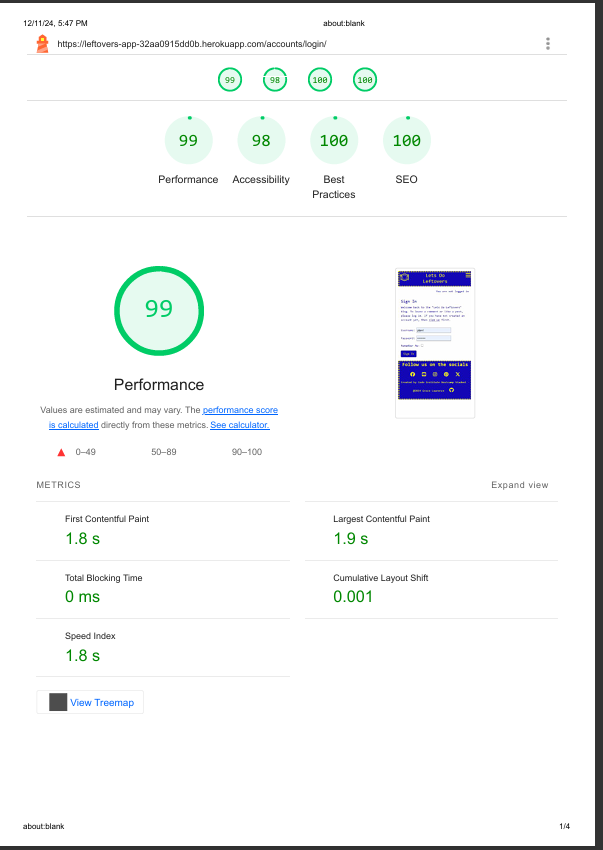 12/11/24, 5:47 PM about:blank
https://leftovers-app-32aa0915dd0b.herokuapp.com/accounts/login/
99 98 100 100
99 98 100 100
Performance Accessibility Best Practices SEO
99
Lets Do
Leftovers
Sign In
Follow us on the socials
Performance
Values are estimated and may vary. The performance score
is calculated directly from these metrics. See calculator.
0–49 50–89 90–100
METRICS Expand view
First Contentful Paint Largest Contentful Paint
1.8 s 1.9 s
Total Blocking Time Cumulative Layout Shift
0 ms 0.001
Speed Index
1.8 s
View Treemap
about:blank 1/4